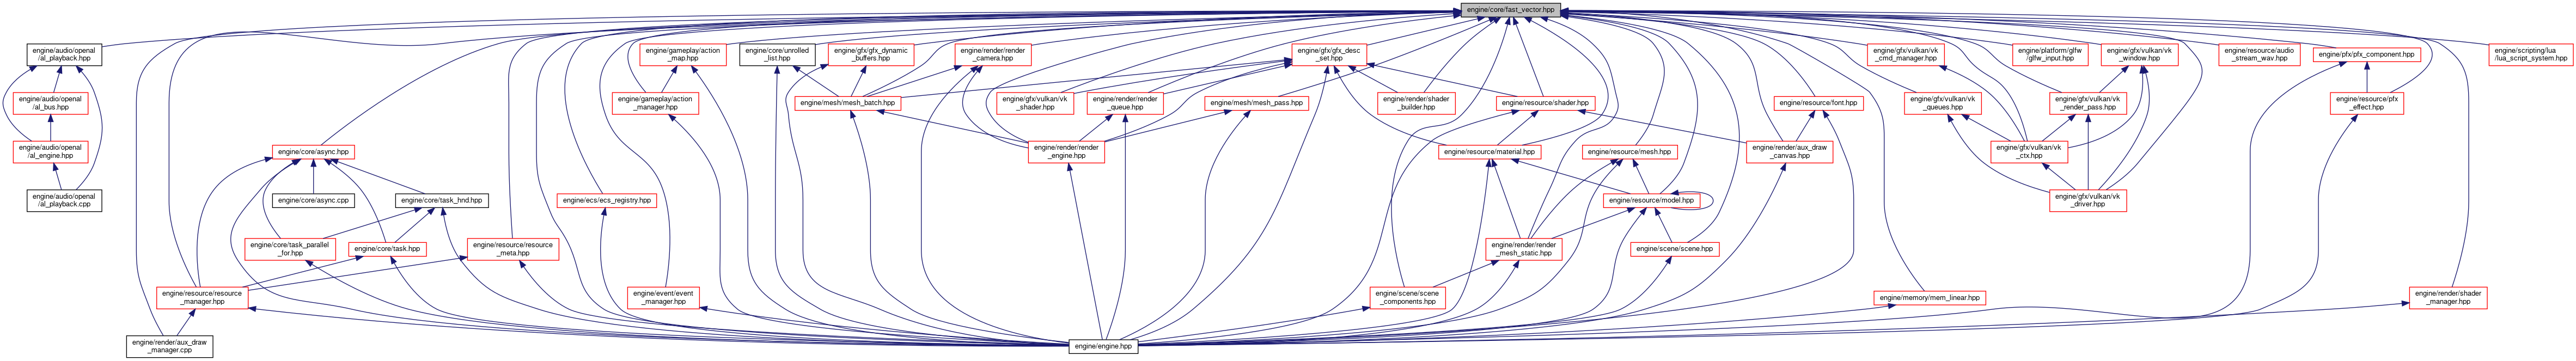 engine/core/fast_vector.hpp
engine/audio/openal
/al_playback.hpp
engine/gameplay/action
_map.hpp
engine/core/unrolled
_list.hpp
engine/gfx/gfx_dynamic
_buffers.hpp
engine/render/render
_camera.hpp
engine/gfx/gfx_desc
_set.hpp
engine/gfx/vulkan/vk
_cmd_manager.hpp
engine/platform/glfw
/glfw_input.hpp
engine/gfx/vulkan/vk
_window.hpp
engine/resource/audio
_stream_wav.hpp
engine/pfx/pfx_component.hpp
engine/scripting/lua
/lua_script_system.hpp
engine/audio/openal
/al_bus.hpp
engine/gameplay/action
_manager.hpp
engine/mesh/mesh_batch.hpp
engine/gfx/vulkan/vk
_shader.hpp
engine/render/render
_queue.hpp
engine/mesh/mesh_pass.hpp
engine/render/shader
_builder.hpp
engine/resource/shader.hpp
engine/resource/font.hpp
engine/gfx/vulkan/vk
_queues.hpp
engine/gfx/vulkan/vk
_render_pass.hpp
engine/resource/pfx
_effect.hpp
engine/audio/openal
/al_engine.hpp
engine/core/async.hpp
engine/render/render
_engine.hpp
engine/resource/material.hpp
engine/resource/mesh.hpp
engine/render/aux_draw
_canvas.hpp
engine/gfx/vulkan/vk
_ctx.hpp
engine/audio/openal
/al_playback.cpp
engine/core/async.cpp
engine/core/task_hnd.hpp
engine/ecs/ecs_registry.hpp
engine/resource/model.hpp
engine/gfx/vulkan/vk
_driver.hpp
engine/core/task_parallel
_for.hpp
engine/core/task.hpp
engine/resource/resource
_meta.hpp
engine/render/render
_mesh_static.hpp
engine/scene/scene.hpp
engine/resource/resource
_manager.hpp
engine/event/event
_manager.hpp
engine/scene/scene
_components.hpp
engine/memory/mem_linear.hpp
engine/render/shader
_manager.hpp
engine/render/aux_draw
_manager.cpp
engine/engine.hpp